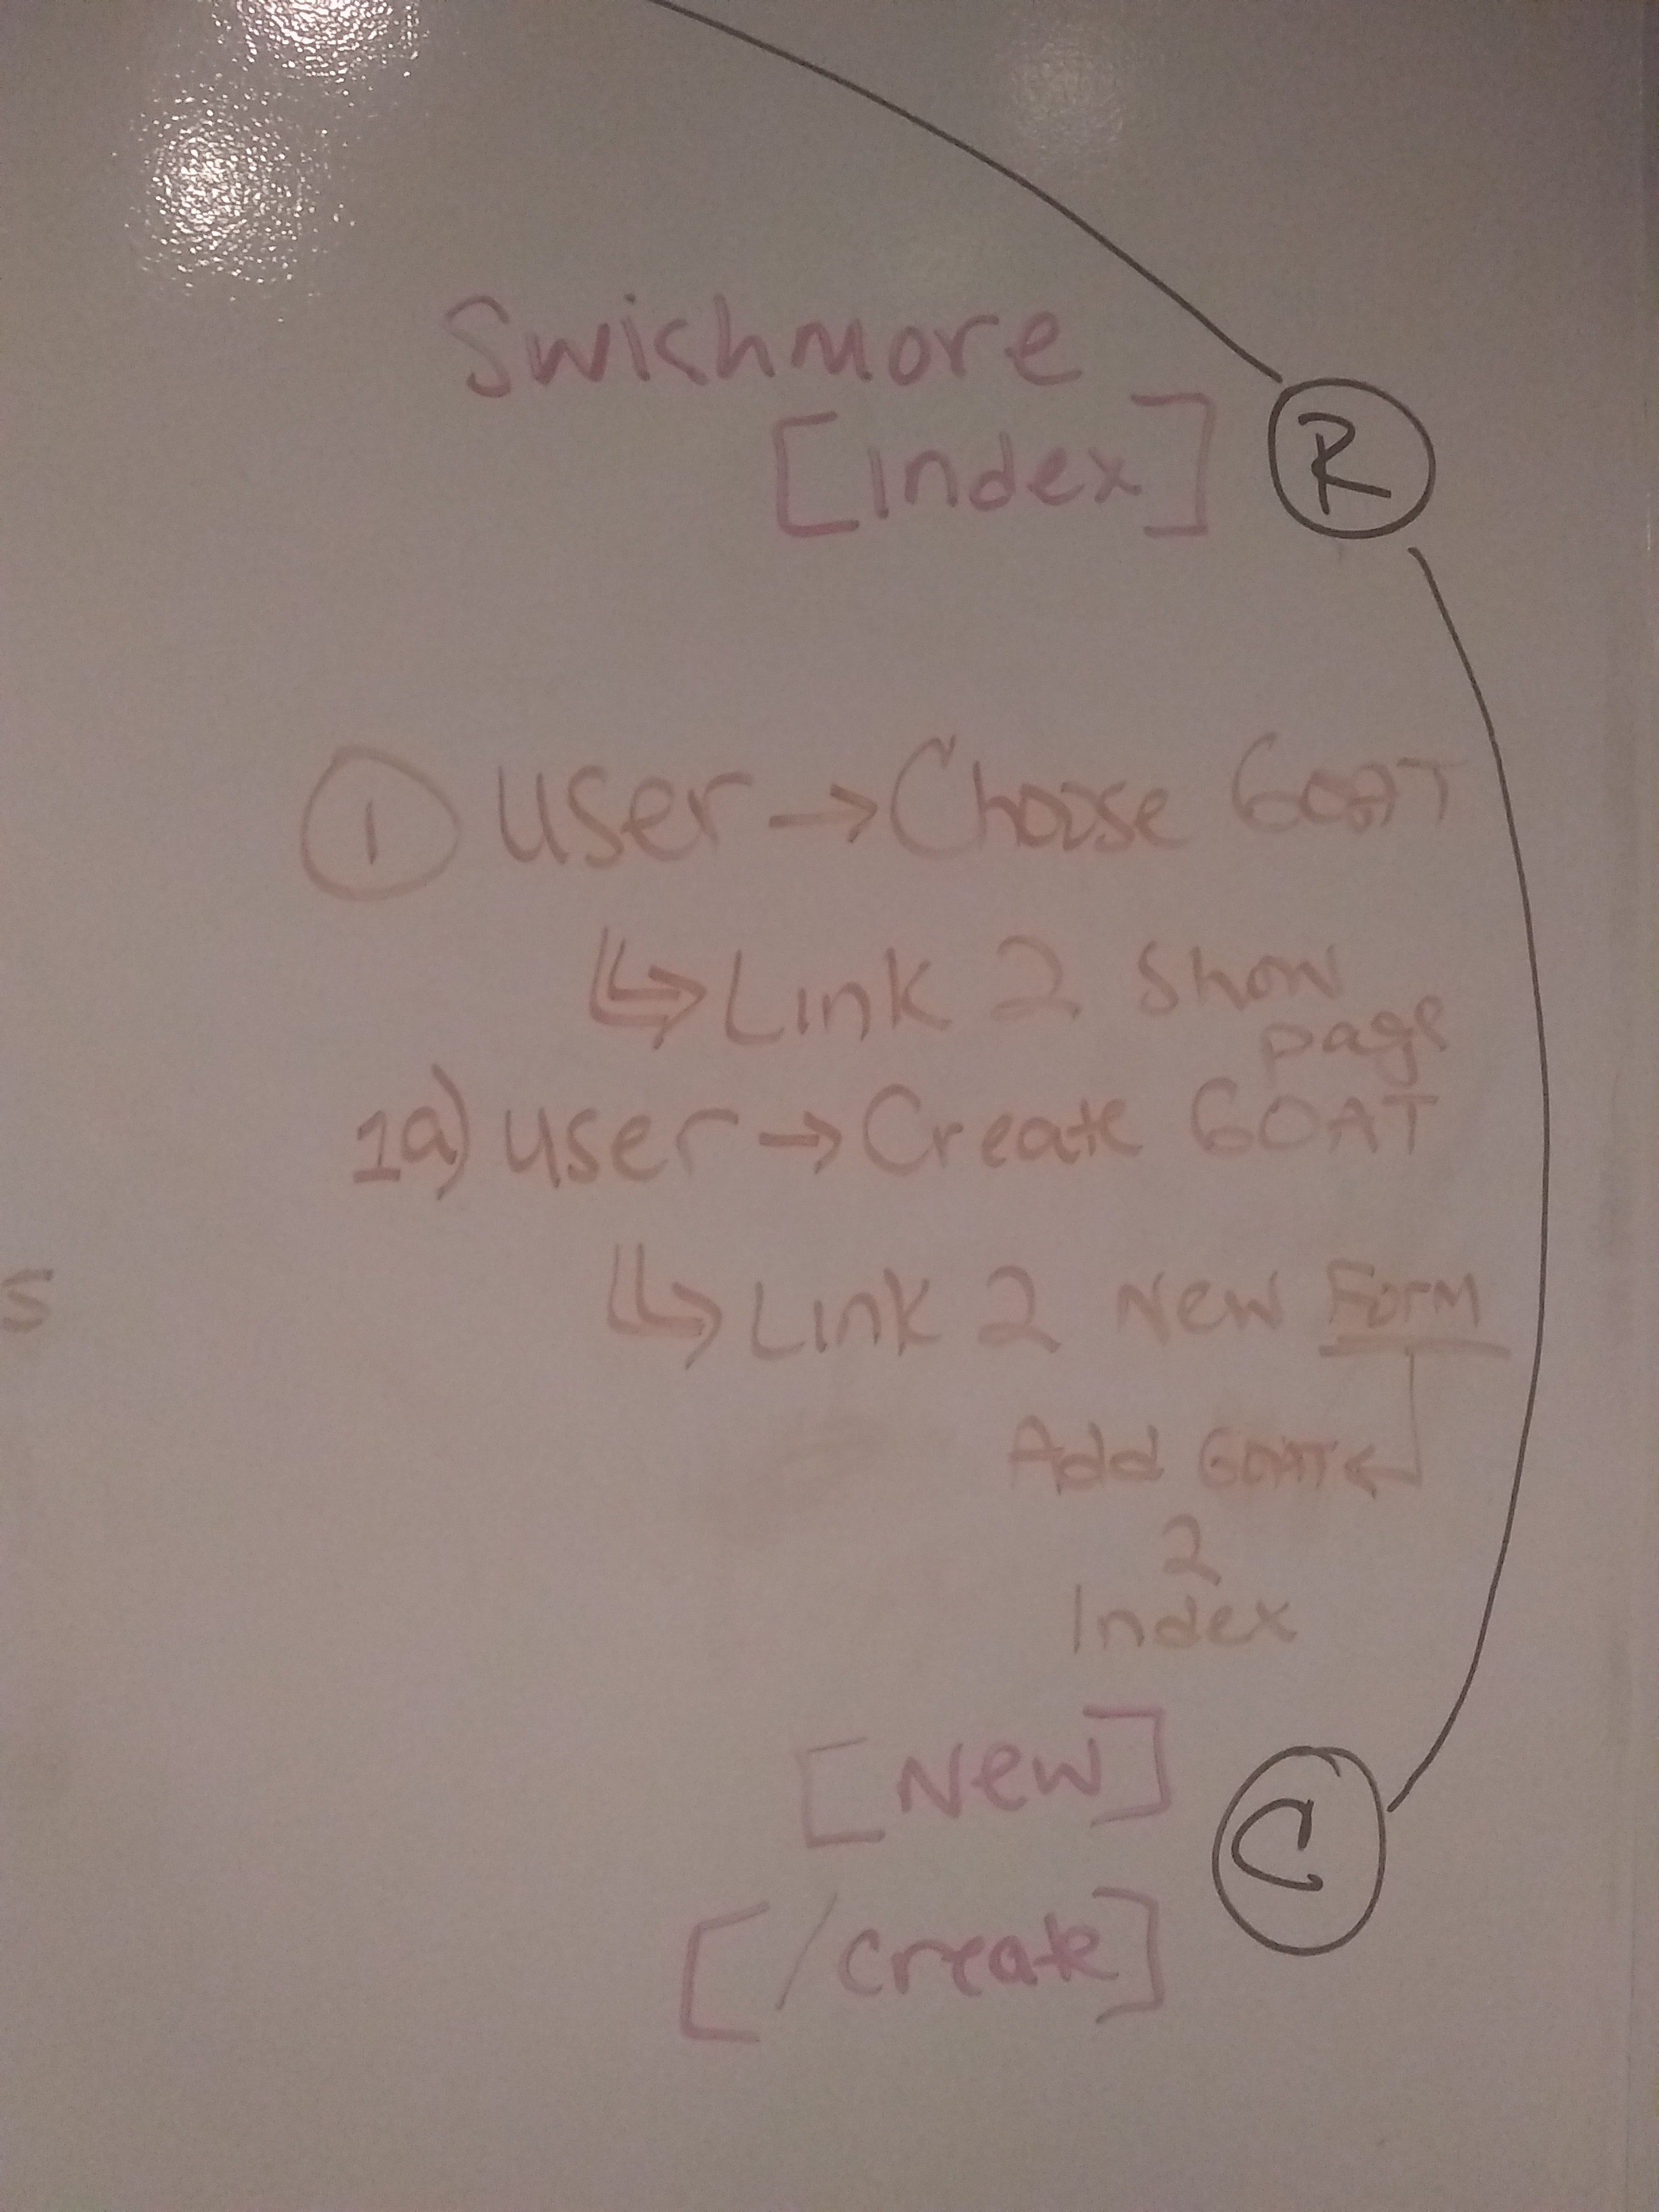 Swishmore
[Index] R
1 User → Choose GOAT
Link 2 Show
page
1a) User → Create GOAT
Link 2 New Form
S
Add GOAT
2
Index
[New]
C
[/create]